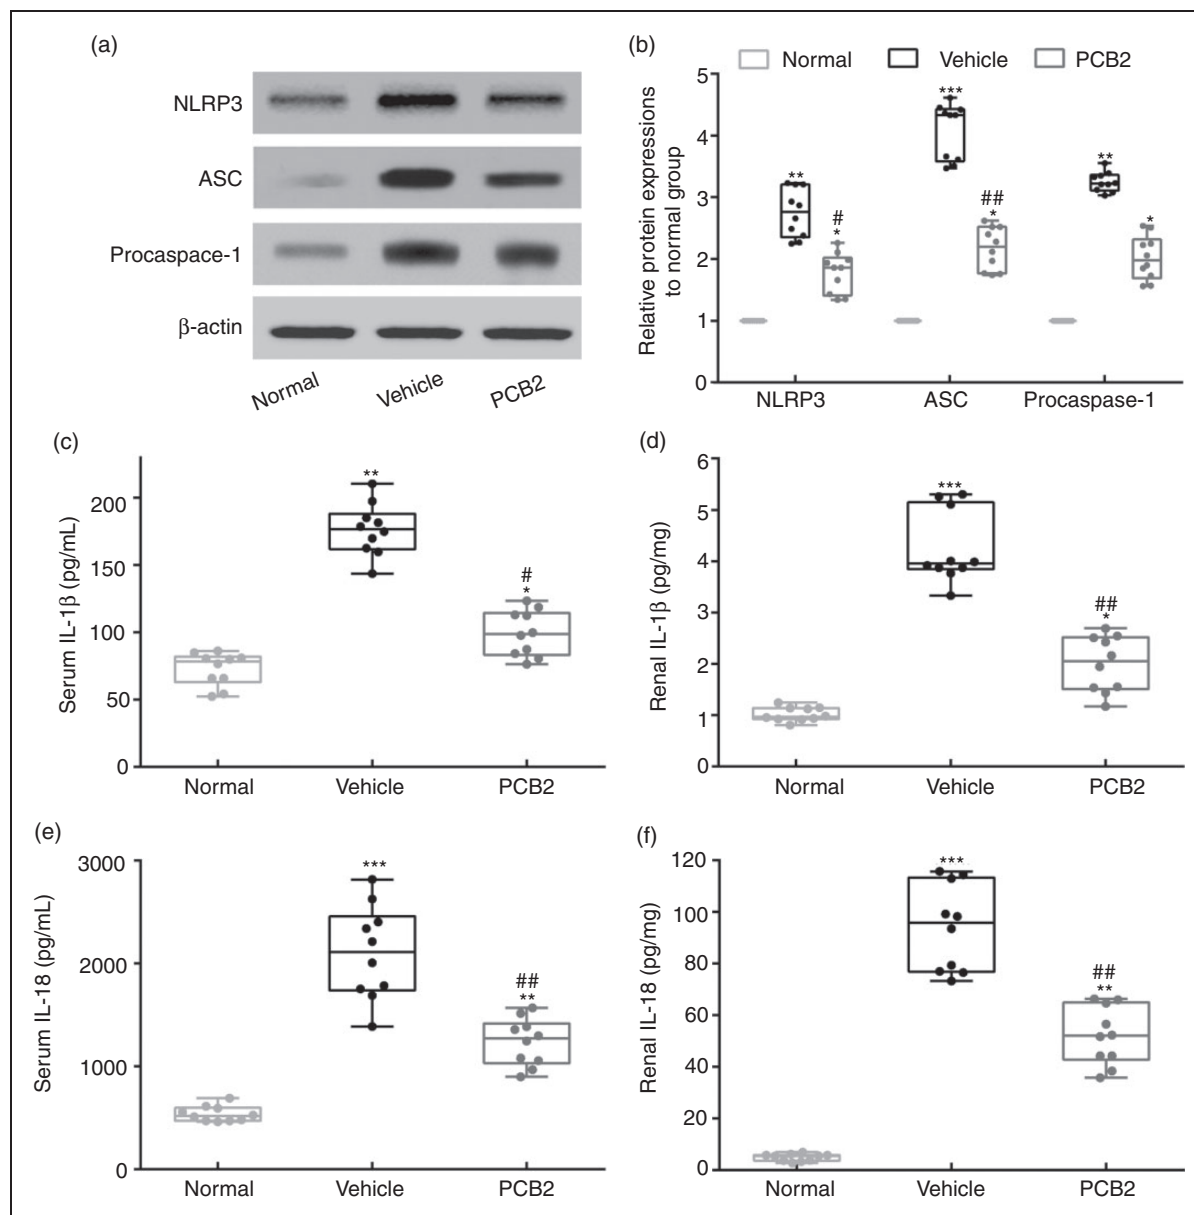 (a)
NLRP3
ASC
Procaspace-1
β-actin
Normal Vehicle PCB2
(b)
Normal Vehicle PCB2
Relative protein expressions
to normal group
5
4
3
2
1
0
** # * *** ## * ** *
NLRP3 ASC Procaspase-1
(c)
Serum IL-1β (pg/mL)
200
150
100
50
0
** # *
Normal Vehicle PCB2
(d)
Renal IL-1β (pg/mg)
6
5
4
3
2
1
0
*** ## *
Normal Vehicle PCB2
(e)
Serum IL-18 (pg/mL)
3000
2000
1000
0
*** ## **
Normal Vehicle PCB2
(f)
Renal IL-18 (pg/mg)
120
100
80
60
40
20
0
*** ## **
Normal Vehicle PCB2